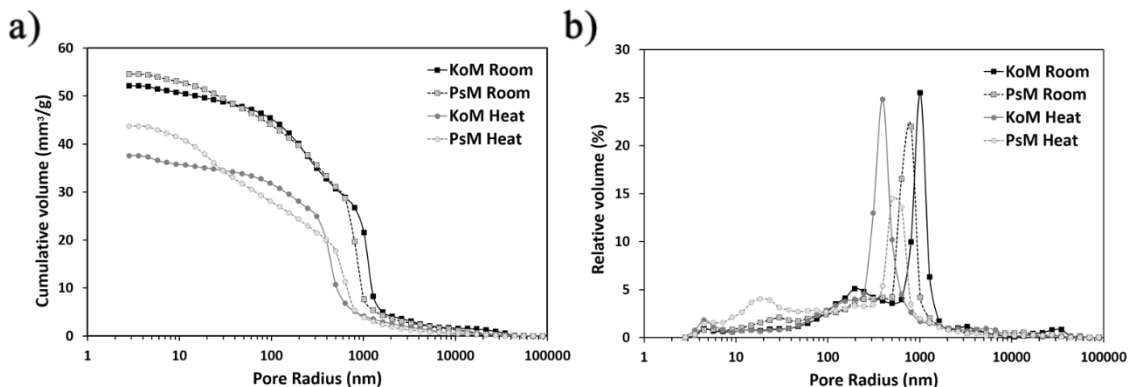 a)
60
50
40
30
20
10
0
Cumulative volume (mm³/g)
KoM Room
PsM Room
KoM Heat
PsM Heat
1 10 100 1000 10000 100000
Pore Radius (nm)
b)
30
25
20
15
10
5
0
Relative volume (%)
KoM Room
PsM Room
KoM Heat
PsM Heat
1 10 100 1000 10000 100000
Pore Radius (nm)